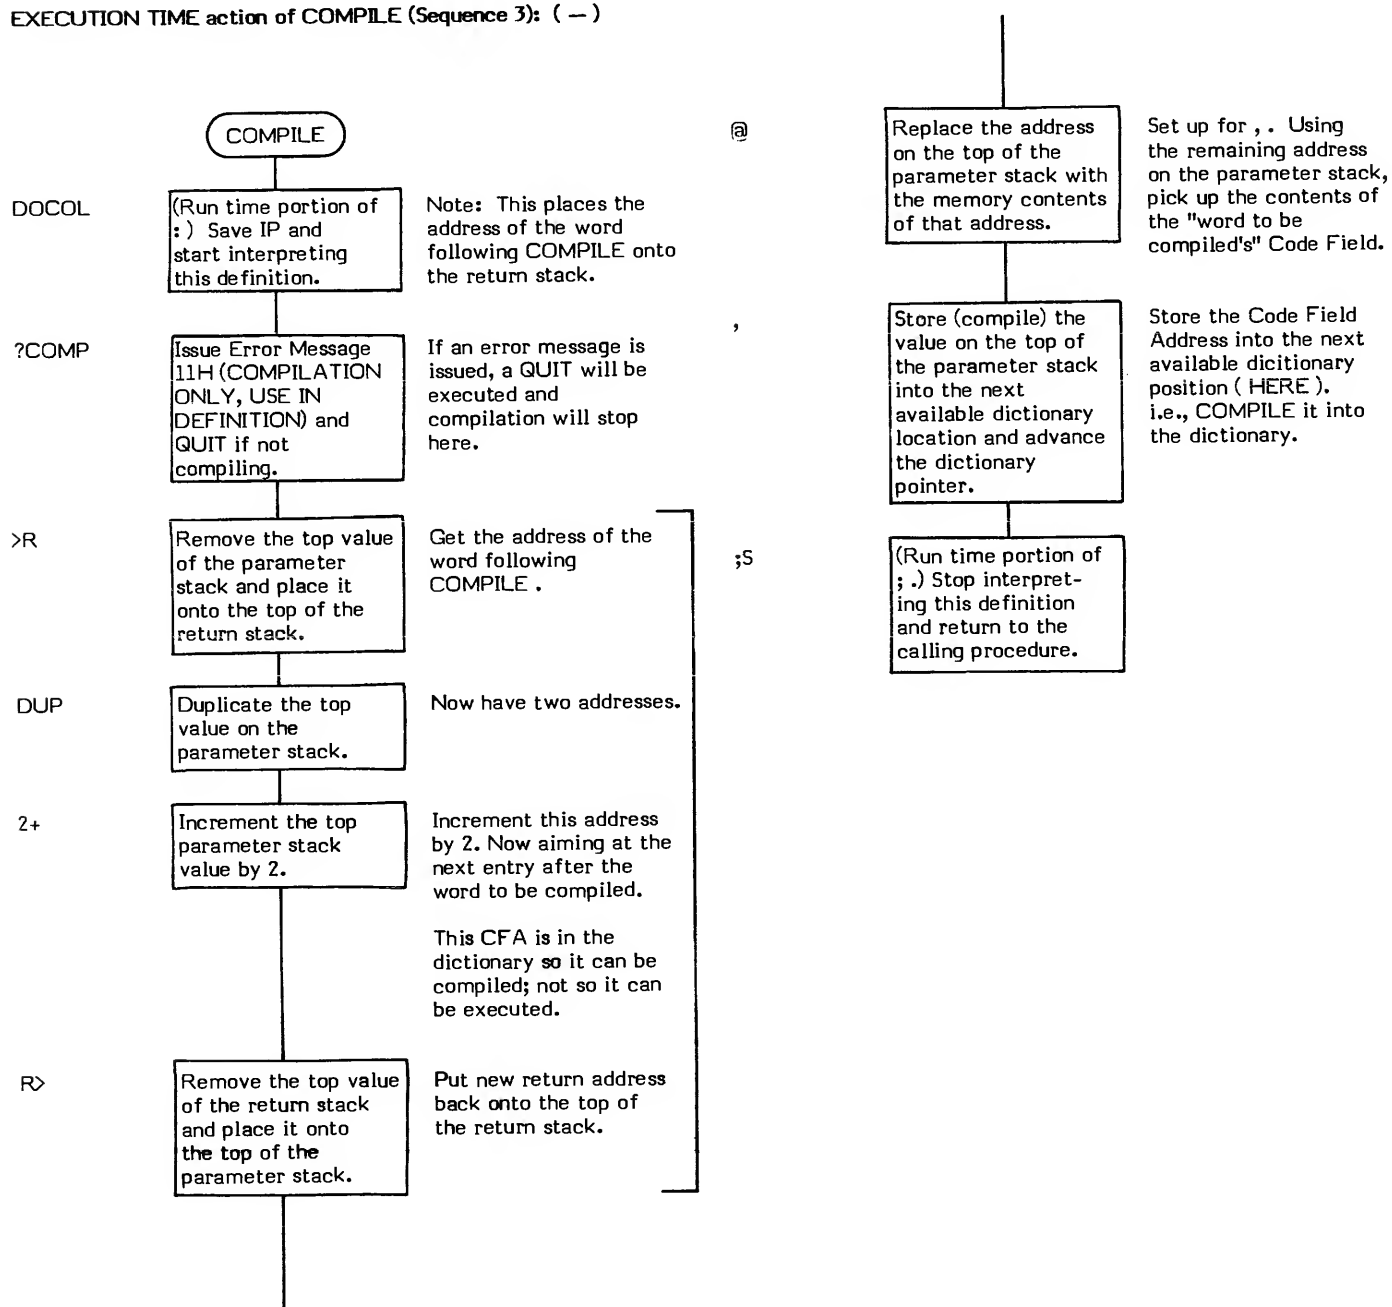 EXECUTION TIME action of COMPILE (Sequence 3): ( — )
COMPILE
DOCOL
(Run time portion of
: ) Save IP and
start interpreting
this definition.
Note: This places the
address of the word
following COMPILE onto
the return stack.
?COMP
Issue Error Message
11H (COMPILATION
ONLY, USE IN
DEFINITION) and
QUIT if not
compiling.
If an error message is
issued, a QUIT will be
executed and
compilation will stop
here.
>R
Remove the top value
of the parameter
stack and place it
onto the top of the
return stack.
Get the address of the
word following
COMPILE .
DUP
Duplicate the top
value on the
parameter stack.
Now have two addresses.
2+
Increment the top
parameter stack
value by 2.
Increment this address
by 2. Now aiming at the
next entry after the
word to be compiled.
This CFA is in the
dictionary so it can be
compiled; not so it can
be executed.
R>
Remove the top value
of the return stack
and place it onto
the top of the
parameter stack.
Put new return address
back onto the top of
the return stack.
@
Replace the address
on the top of the
parameter stack with
the memory contents
of that address.
Set up for , . Using
the remaining address
on the parameter stack,
pick up the contents of
the "word to be
compiled's" Code Field.
,
Store (compile) the
value on the top of
the parameter stack
into the next
available dictionary
location and advance
the dictionary
pointer.
Store the Code Field
Address into the next
available dicitionary
position ( HERE ).
i.e., COMPILE it into
the dictionary.
;S
(Run time portion of
; .) Stop interpret-
ing this definition
and return to the
calling procedure.